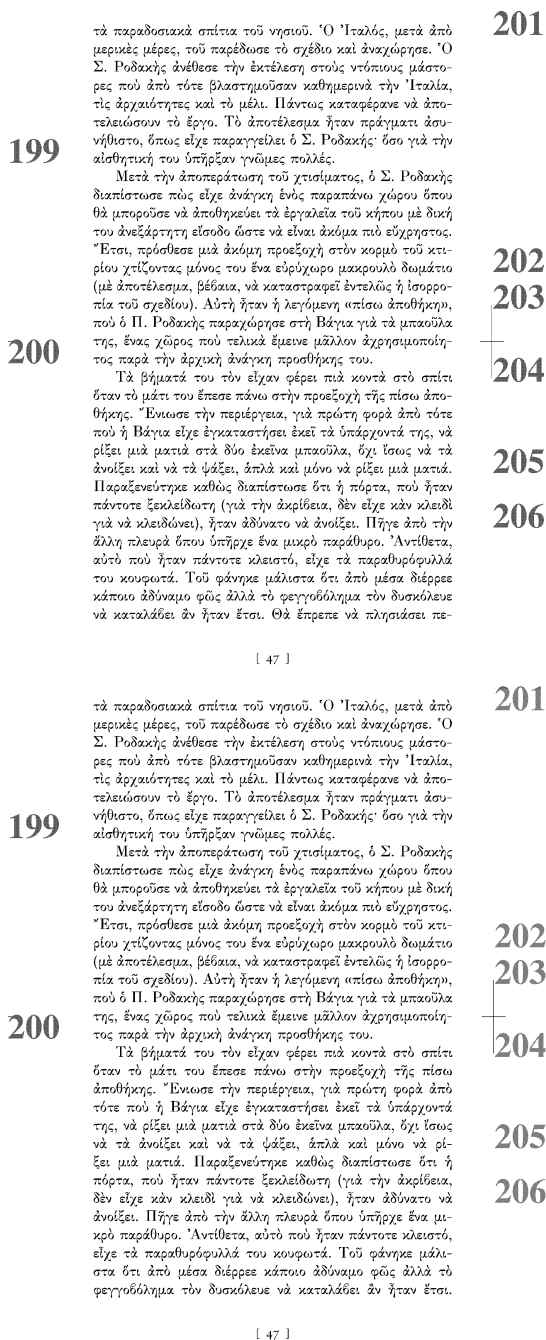 201
τὰ παραδοσιακὰ σπίτια τοῦ νησιοῦ. Ὁ Ἰταλός, μετὰ ἀπὸ
μερικὲς μέρες, τοῦ παρέδωσε τὸ σχέδιο καὶ ἀναχώρησε. Ὁ
Σ. Ροδακὴς ἀνέθεσε τὴν ἐκτέλεση στοὺς ντόπιους μάστο-
ρες ποὺ ἀπὸ τότε βλαστημοῦσαν καθημερινὰ τὴν Ἰταλία,
τὶς ἀρχαιότητες καὶ τὸ μέλι. Πάντως καταφέρανε νὰ ἀπο-
τελειώσουν τὸ ἔργο. Τὸ ἀποτέλεσμα ἦταν πράγματι ἀσυ-
199
νήθιστο, ὅπως εἶχε παραγγείλει ὁ Σ. Ροδακής· ὅσο γιὰ τὴν
αἰσθητική του ὑπῆρξαν γνῶμες πολλές.
Μετὰ τὴν ἀποπεράτωση τοῦ χτισίματος, ὁ Σ. Ροδακὴς
διαπίστωσε πὼς εἶχε ἀνάγκη ἑνὸς παραπάνω χώρου ὅπου
θὰ μποροῦσε νὰ ἀποθηκεύει τὰ ἐργαλεῖα τοῦ κήπου μὲ δική
του ἀνεξάρτητη εἴσοδο ὥστε νὰ εἶναι ἀκόμα πιὸ εὔχρηστος.
Ἔτσι, πρόσθεσε μιὰ ἀκόμη προεξοχὴ στὸν κορμὸ τοῦ κτι-
202
ρίου χτίζοντας μόνος του ἕνα εὐρύχωρο μακρουλὸ δωμάτιο
(μὲ ἀποτέλεσμα, βέβαια, νὰ καταστραφεῖ ἐντελῶς ἡ ἰσορρο-
203
πία τοῦ σχεδίου). Αὐτὴ ἦταν ἡ λεγόμενη «πίσω ἀποθήκη»,
ποὺ ὁ Π. Ροδακὴς παραχώρησε στὴ Βάγια γιὰ τὰ μπαοῦλα
της, ἕνας χῶρος ποὺ τελικὰ ἔμεινε μᾶλλον ἀχρησιμοποίη-
200
τος παρὰ τὴν ἀρχικὴ ἀνάγκη προσθήκης του.
204
Τὰ βήματά του τὸν εἶχαν φέρει πιὰ κοντὰ στὸ σπίτι
ὅταν τὸ μάτι του ἔπεσε πάνω στὴν προεξοχὴ τῆς πίσω ἀπο-
θήκης. Ἔνιωσε τὴν περιέργεια, γιὰ πρώτη φορὰ ἀπὸ τότε
ποὺ ἡ Βάγια εἶχε ἐγκαταστήσει ἐκεῖ τὰ ὑπάρχοντά της, νὰ
ρίξει μιὰ ματιὰ στὰ δύο ἐκεῖνα μπαοῦλα, ὄχι ἴσως νὰ τὰ
205
ἀνοίξει καὶ νὰ τὰ ψάξει, ἁπλὰ καὶ μόνο νὰ ρίξει μιὰ ματιά.
Παραξενεύτηκε καθὼς διαπίστωσε ὅτι ἡ πόρτα, ποὺ ἦταν
πάντοτε ξεκλείδωτη (γιὰ τὴν ἀκρίβεια, δὲν εἶχε κὰν κλειδὶ
206
γιὰ νὰ κλειδώνει), ἦταν ἀδύνατο νὰ ἀνοίξει. Πῆγε ἀπὸ τὴν
ἄλλη πλευρὰ ὅπου ὑπῆρχε ἕνα μικρὸ παράθυρο. Ἀντίθετα,
αὐτὸ ποὺ ἦταν πάντοτε κλειστό, εἶχε τὰ παραθυρόφυλλά
του κουφωτά. Τοῦ φάνηκε μάλιστα ὅτι ἀπὸ μέσα διέρρεε
κάποιο ἀδύναμο φῶς ἀλλὰ τὸ φεγγοβόλημα τὸν δυσκόλευε
νὰ καταλάβει ἂν ἦταν ἔτσι. Θὰ ἔπρεπε νὰ πλησιάσει πε-
[ 47 ]
201
τὰ παραδοσιακὰ σπίτια τοῦ νησιοῦ. Ὁ Ἰταλός, μετὰ ἀπὸ
μερικὲς μέρες, τοῦ παρέδωσε τὸ σχέδιο καὶ ἀναχώρησε. Ὁ
Σ. Ροδακὴς ἀνέθεσε τὴν ἐκτέλεση στοὺς ντόπιους μάστο-
ρες ποὺ ἀπὸ τότε βλαστημοῦσαν καθημερινὰ τὴν Ἰταλία,
τὶς ἀρχαιότητες καὶ τὸ μέλι. Πάντως καταφέρανε νὰ ἀπο-
τελειώσουν τὸ ἔργο. Τὸ ἀποτέλεσμα ἦταν πράγματι ἀσυ-
199
νήθιστο, ὅπως εἶχε παραγγείλει ὁ Σ. Ροδακής· ὅσο γιὰ τὴν
αἰσθητική του ὑπῆρξαν γνῶμες πολλές.
Μετὰ τὴν ἀποπεράτωση τοῦ χτισίματος, ὁ Σ. Ροδακὴς
διαπίστωσε πὼς εἶχε ἀνάγκη ἑνὸς παραπάνω χώρου ὅπου
θὰ μποροῦσε νὰ ἀποθηκεύει τὰ ἐργαλεῖα τοῦ κήπου μὲ δική
του ἀνεξάρτητη εἴσοδο ὥστε νὰ εἶναι ἀκόμα πιὸ εὔχρηστος.
Ἔτσι, πρόσθεσε μιὰ ἀκόμη προεξοχὴ στὸν κορμὸ τοῦ κτι-
202
ρίου χτίζοντας μόνος του ἕνα εὐρύχωρο μακρουλὸ δωμάτιο
(μὲ ἀποτέλεσμα, βέβαια, νὰ καταστραφεῖ ἐντελῶς ἡ ἰσορρο-
203
πία τοῦ σχεδίου). Αὐτὴ ἦταν ἡ λεγόμενη «πίσω ἀποθήκη»,
ποὺ ὁ Π. Ροδακὴς παραχώρησε στὴ Βάγια γιὰ τὰ μπαοῦλα
της, ἕνας χῶρος ποὺ τελικὰ ἔμεινε μᾶλλον ἀχρησιμοποίη-
200
τος παρὰ τὴν ἀρχικὴ ἀνάγκη προσθήκης του.
204
Τὰ βήματά του τὸν εἶχαν φέρει πιὰ κοντὰ στὸ σπίτι
ὅταν τὸ μάτι του ἔπεσε πάνω στὴν προεξοχὴ τῆς πίσω
ἀποθήκης. Ἔνιωσε τὴν περιέργεια, γιὰ πρώτη φορὰ ἀπὸ
τότε ποὺ ἡ Βάγια εἶχε ἐγκαταστήσει ἐκεῖ τὰ ὑπάρχοντά
της, νὰ ρίξει μιὰ ματιὰ στὰ δύο ἐκεῖνα μπαοῦλα, ὄχι ἴσως
205
νὰ τὰ ἀνοίξει καὶ νὰ τὰ ψάξει, ἁπλὰ καὶ μόνο νὰ ρί-
ξει μιὰ ματιά. Παραξενεύτηκε καθὼς διαπίστωσε ὅτι ἡ
πόρτα, ποὺ ἦταν πάντοτε ξεκλείδωτη (γιὰ τὴν ἀκρίβεια,
206
δὲν εἶχε κὰν κλειδὶ γιὰ νὰ κλειδώνει), ἦταν ἀδύνατο νὰ
ἀνοίξει. Πῆγε ἀπὸ τὴν ἄλλη πλευρὰ ὅπου ὑπῆρχε ἕνα μι-
κρὸ παράθυρο. Ἀντίθετα, αὐτὸ ποὺ ἦταν πάντοτε κλειστό,
εἶχε τὰ παραθυρόφυλλά του κουφωτά. Τοῦ φάνηκε μάλι-
στα ὅτι ἀπὸ μέσα διέρρεε κάποιο ἀδύναμο φῶς ἀλλὰ τὸ
φεγγοβόλημα τὸν δυσκόλευε νὰ καταλάβει ἂν ἦταν ἔτσι.
[ 47 ]